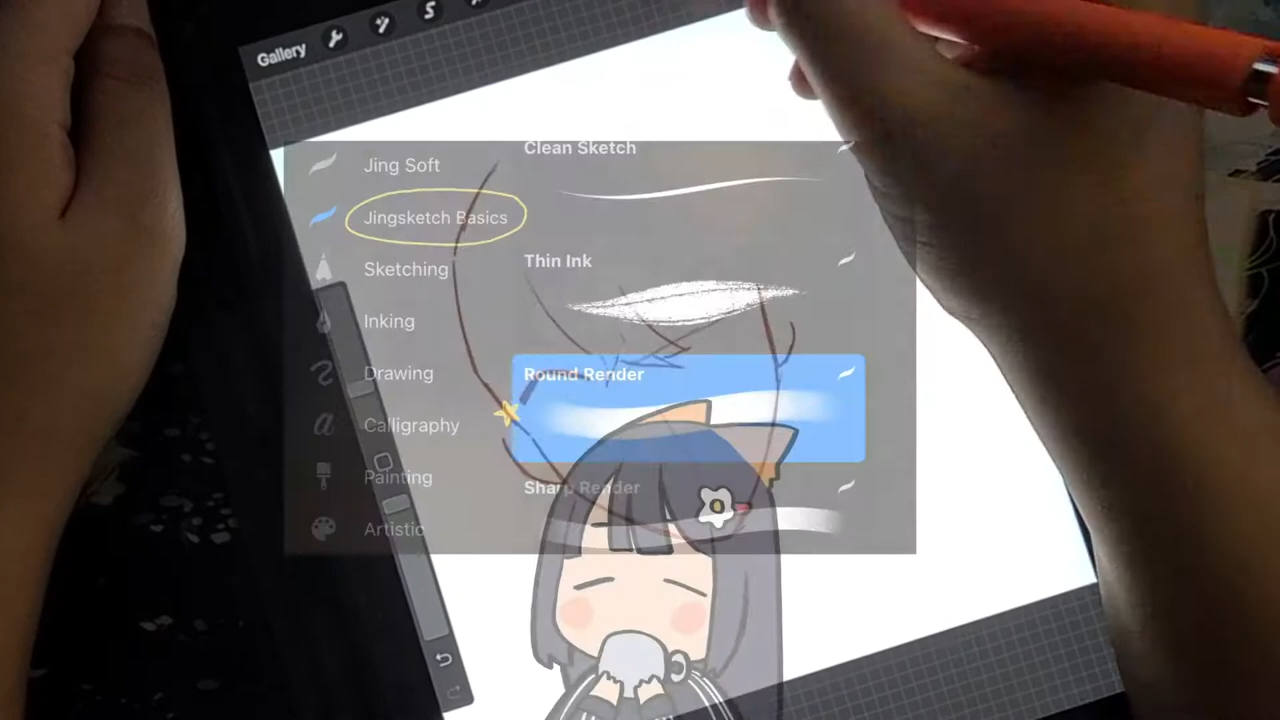 Gallery
Jing Soft
Jingsketch Basics
Sketching
Inking
Drawing
Calligraphy
Painting
Artistic
Clean Sketch
Thin Ink
Round Render
Sharp Render